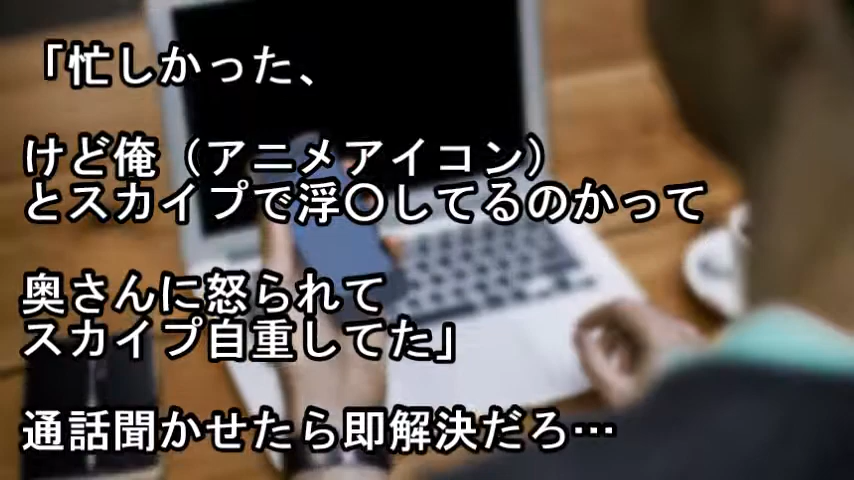 「忙しかった、
けど俺（アニメアイコン）
とスカイプで浮〇してるのかって
奥さんに怒られて
スカイプ自重してた」
通話聞かせたら即解決だろ…